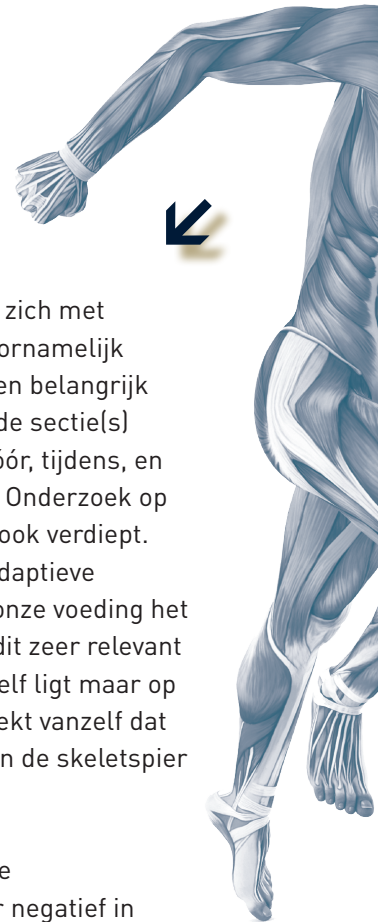 zich met
ornamelijk
en belangrijk
de sectie(s)
óór, tijdens, en
Onderzoek op
ook verdiept.
daptieve
onze voeding het
dit zeer relevant
elf ligt maar op
ekt vanzelf dat
n de skeletspier
e
r negatief in